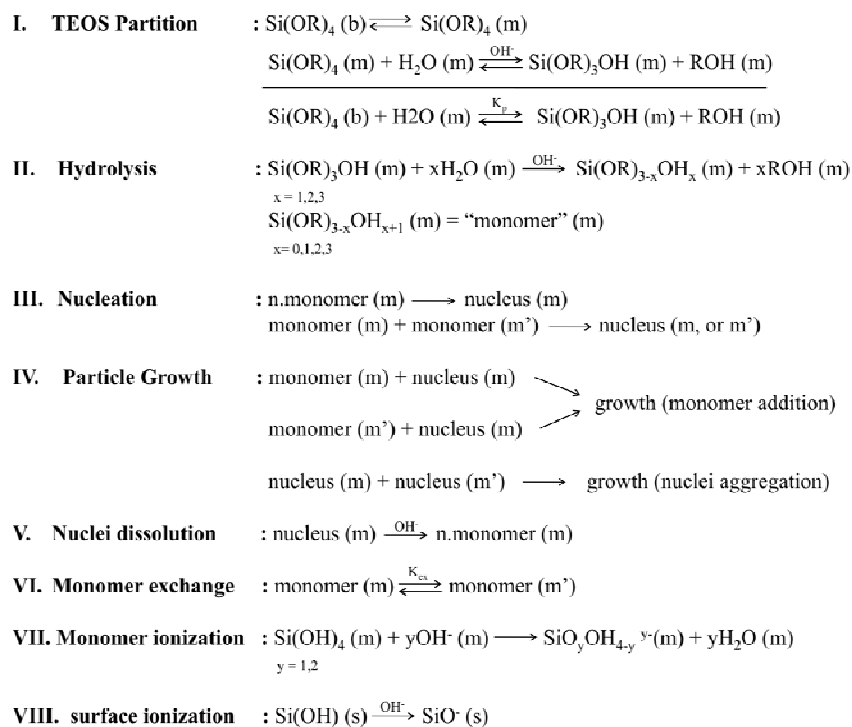 I. TEOS Partition : Si(OR)₄ (b) ⇌ Si(OR)₄ (m)
Si(OR)₄ (m) + H₂O (m) ⇌ OH⁻ Si(OR)₃OH (m) + ROH (m)
Si(OR)₄ (b) + H2O (m) ⇌ Kₚ Si(OR)₃OH (m) + ROH (m)
II. Hydrolysis : Si(OR)₃OH (m) + xH₂O (m) OH⁻ → Si(OR)₃₋ₓOHₓ (m) + xROH (m)
x = 1,2,3
Si(OR)₃₋ₓOHₓ₊₁ (m) = “monomer” (m)
x= 0,1,2,3
III. Nucleation : n.monomer (m) → nucleus (m)
monomer (m) + monomer (m’) → nucleus (m, or m’)
IV. Particle Growth : monomer (m) + nucleus (m)
growth (monomer addition)
monomer (m’) + nucleus (m)
nucleus (m) + nucleus (m’) → growth (nuclei aggregation)
V. Nuclei dissolution : nucleus (m) OH⁻ → n.monomer (m)
VI. Monomer exchange : monomer (m) ⇌ Kₑₓ monomer (m’)
VII. Monomer ionization : Si(OH)₄ (m) + yOH⁻ (m) → SiOᵧOH₄₋ᵧ ʸ⁻(m) + yH₂O (m)
y = 1,2
VIII. surface ionization : Si(OH) (s) OH⁻ → SiO⁻ (s)